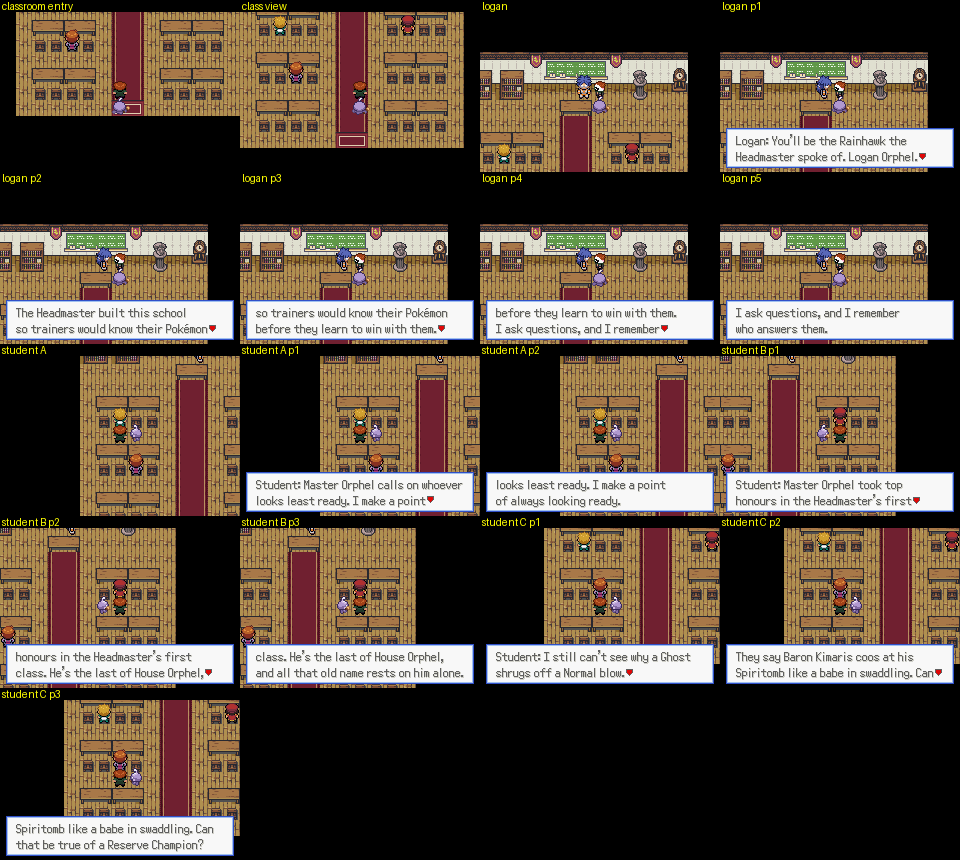 classroom entry
class view
logan
logan p1
Logan: You'll be the Rainhawk the
Headmaster spoke of. Logan Orphel.
logan p2
logan p3
logan p4
logan p5
The Headmaster built this school
so trainers would know their Pokémon
so trainers would know their Pokémon
before they learn to win with them.
before they learn to win with them.
I ask questions, and I remember
I ask questions, and I remember
who answers them.
student A
student A p1
student A p2
student B p1
Student: Master Orphel calls on whoever
looks least ready. I make a point
looks least ready. I make a point
of always looking ready.
Student: Master Orphel took top
honours in the Headmaster's first
student B p2
student B p3
student C p1
student C p2
honours in the Headmaster's first
class. He's the last of House Orphel,
class. He's the last of House Orphel,
and all that old name rests on him alone.
Student: I still can't see why a Ghost
shrugs off a Normal blow.
They say Baron Kimaris coos at his
Spiritomb like a babe in swaddling. Can
student C p3
Spiritomb like a babe in swaddling. Can
that be true of a Reserve Champion?